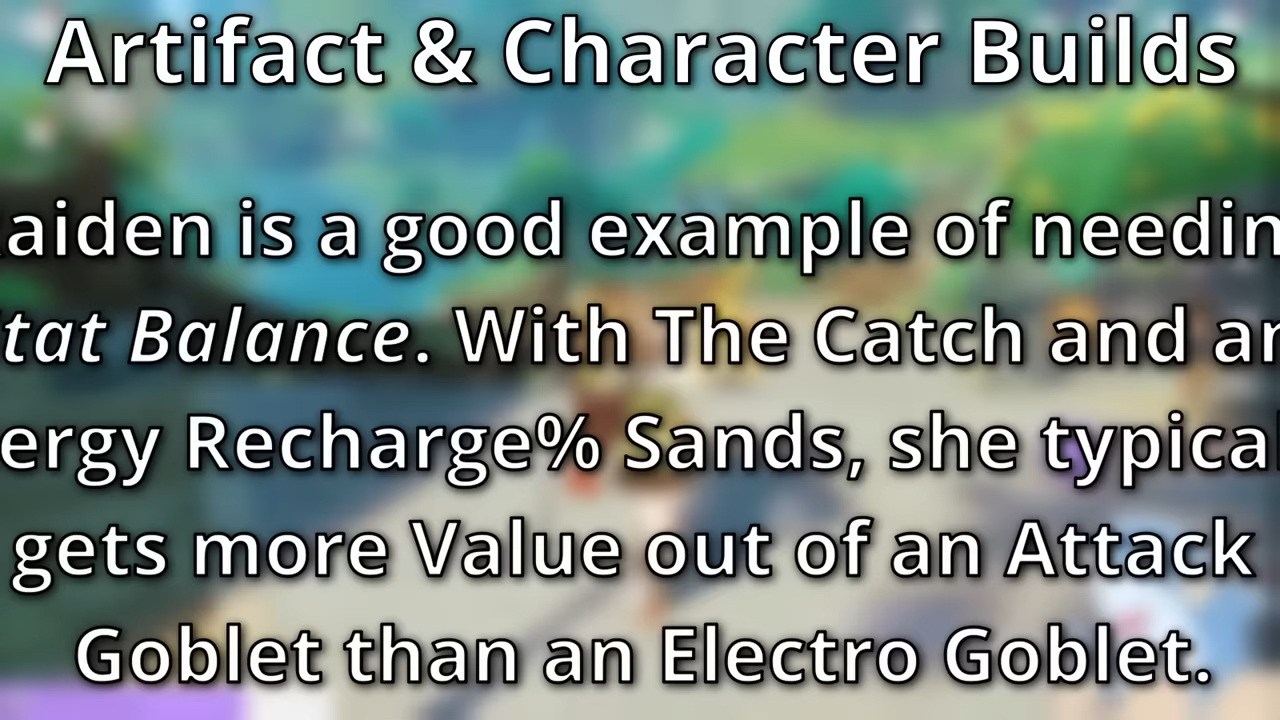 Artifact & Character Builds
aiden is a good example of needin
tat Balance. With The Catch and an
ergy Recharge% Sands, she typical
gets more Value out of an Attack
Goblet than an Electro Goblet.